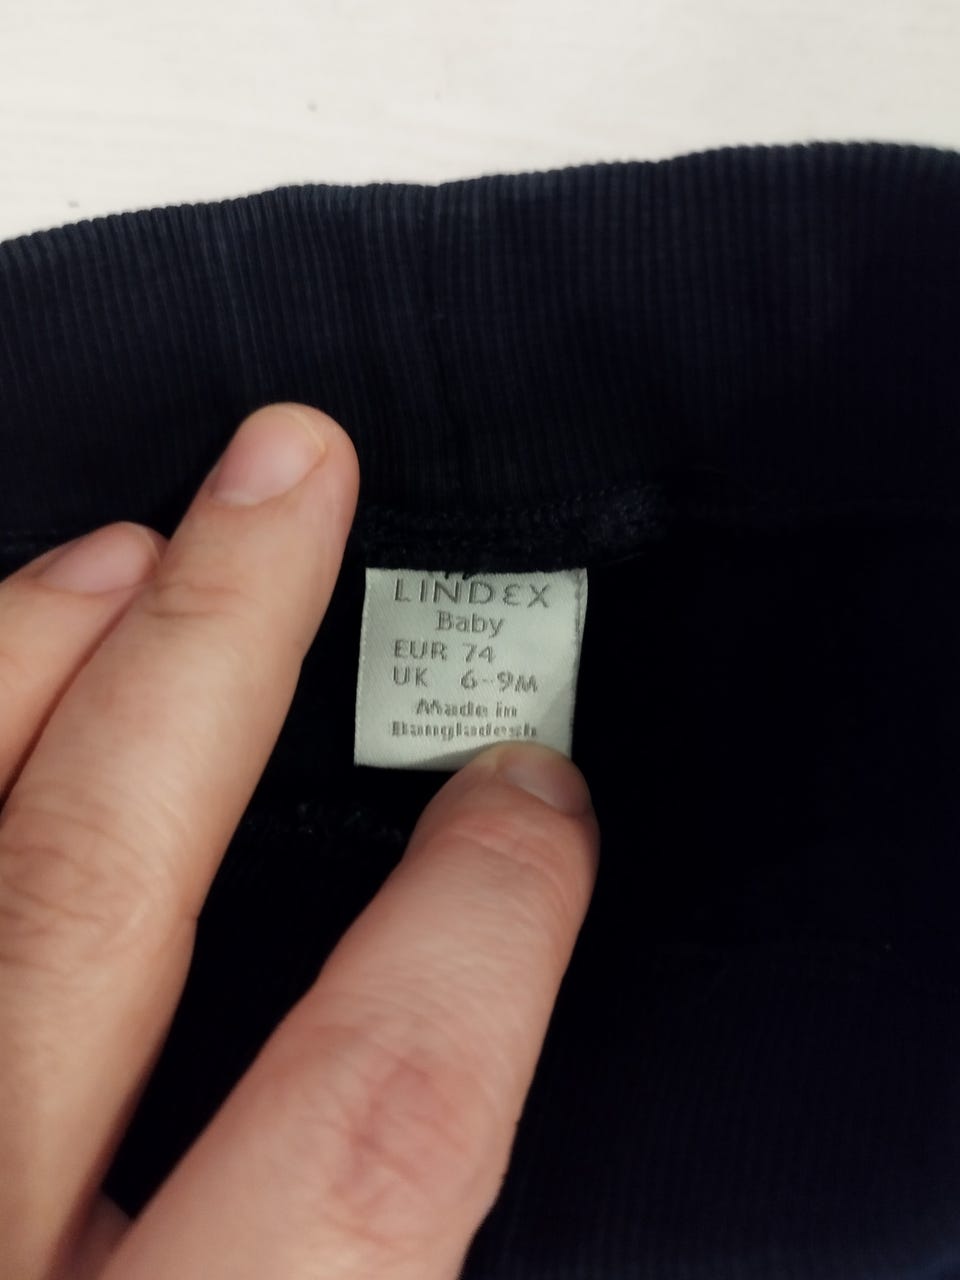 LINDEX
Baby
EUR 74
UK 6-9M
Made in
Bangladesh